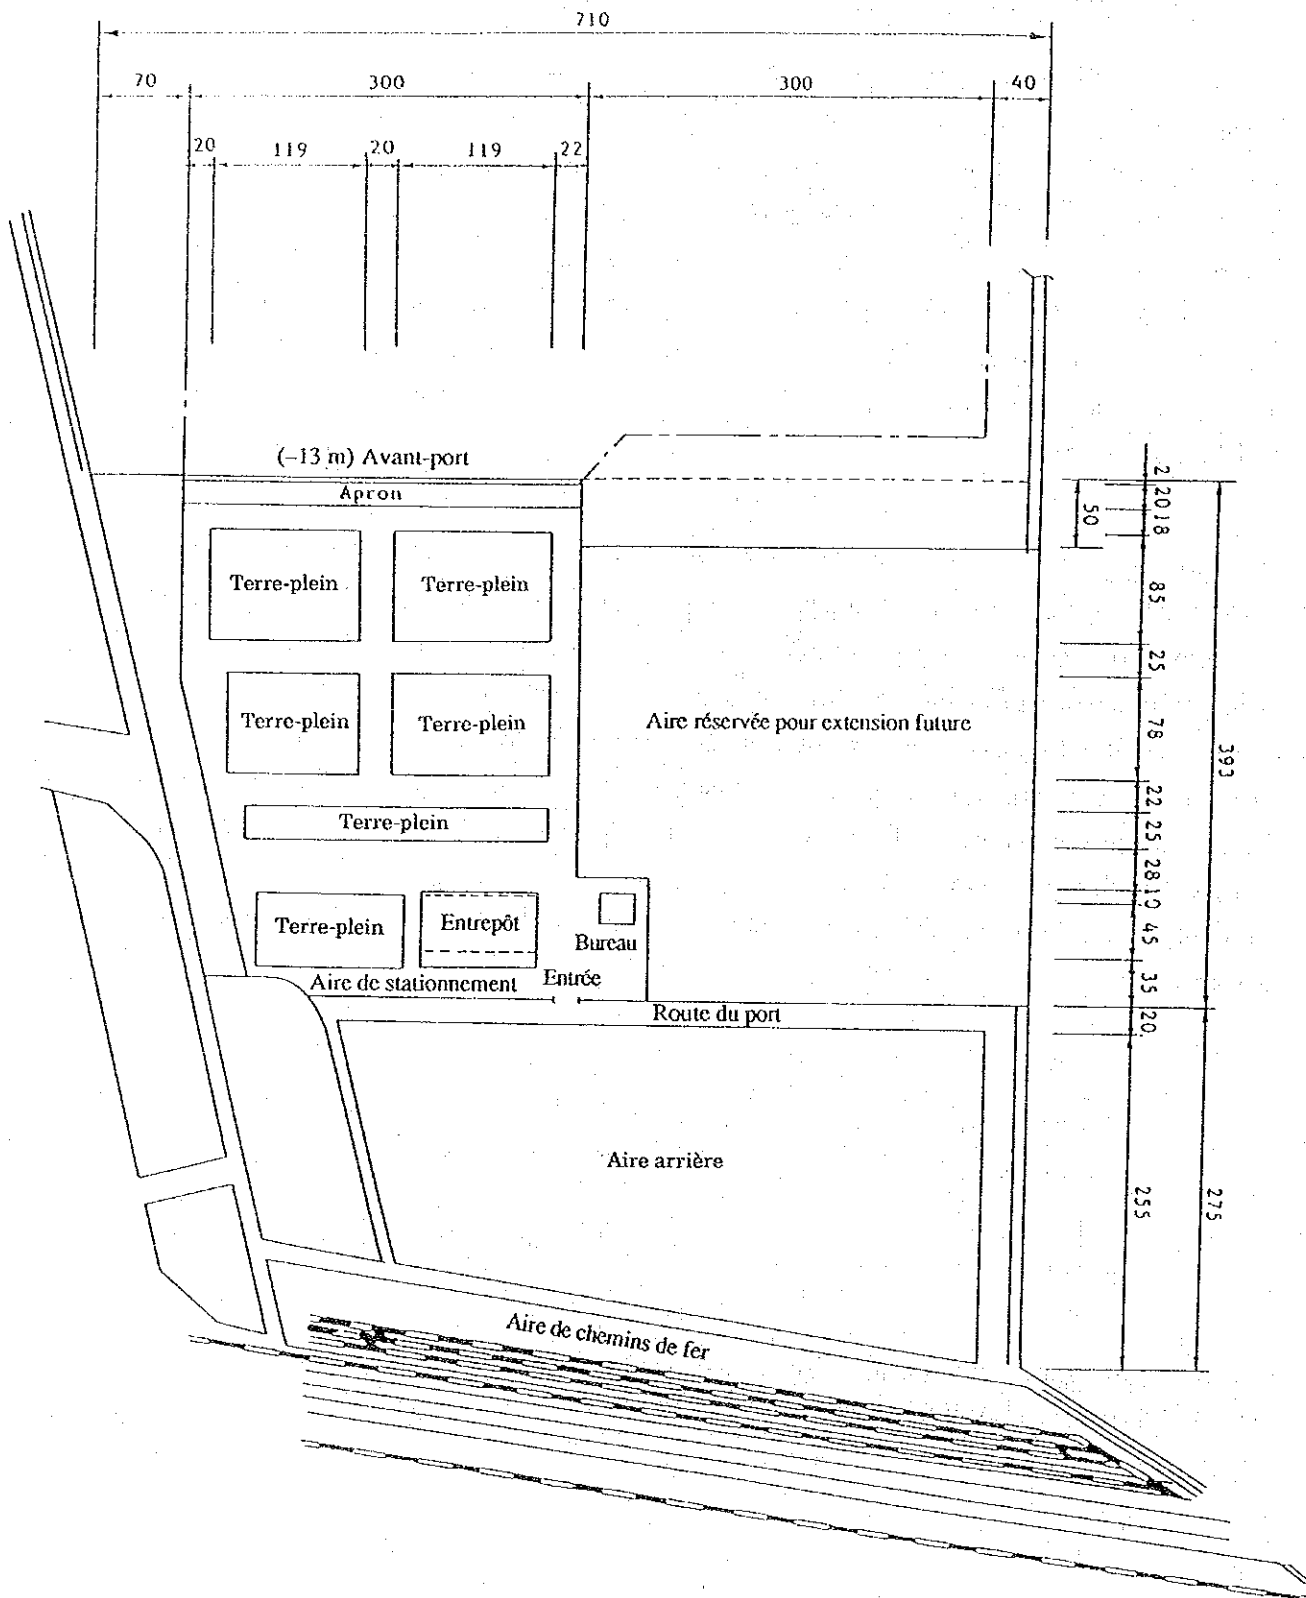 710
70 300 300 40
20 119 20 119 22
(–13 m) Avant-port
Apron
Terre-plein Terre-plein
Terre-plein Terre-plein
Aire réservée pour extension future
Terre-plein
Terre-plein
Entrepôt
Bureau
Aire de stationnement
Entrée
Route du port
Aire arrière
Aire de chemins de fer
2
20
18
50
85
25
78
22
25
28
10
45
35
20
393
255
275